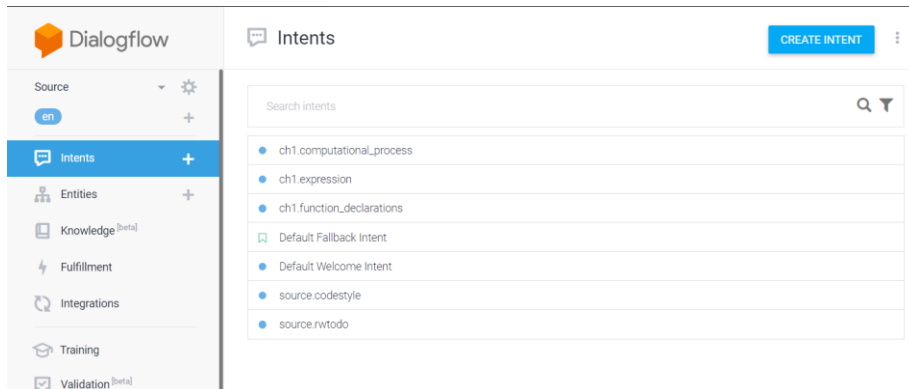 Dialogflow
Source
en
Intents
Entities
Knowledge [beta]
Fulfillment
Integrations
Training
Validation [beta]
Intents
CREATE INTENT
Search intents
ch1.computational_process
ch1.expression
ch1.function_declarations
Default Fallback Intent
Default Welcome Intent
source.codestyle
source.rwtodo